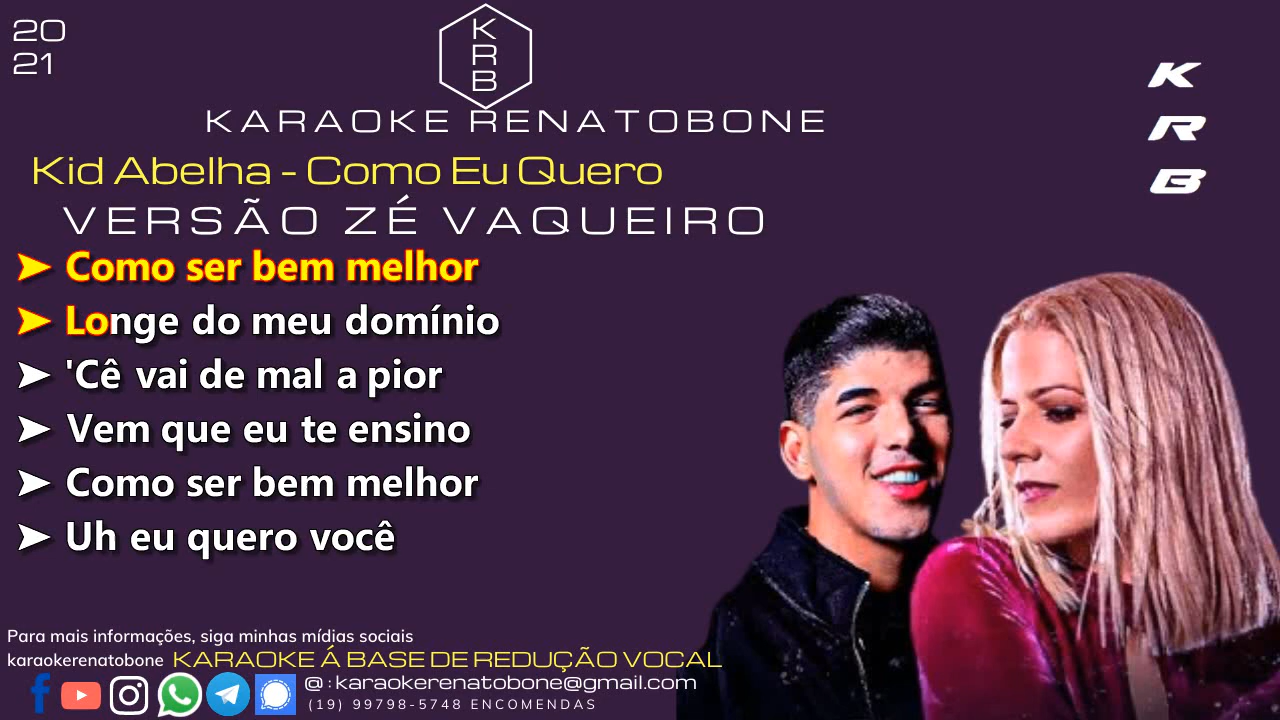 20
21
K
R
B
KARAOKE RENATOBONE
K
R
B
Kid Abelha - Como Eu Quero
VERSÃO ZÉ VAQUEIRO
➤ Como ser bem melhor
➤ Longe do meu domínio
➤ 'Cê vai de mal a pior
➤ Vem que eu te ensino
➤ Como ser bem melhor
➤ Uh eu quero você
Para mais informações, siga minhas mídias sociais
karaokerenatobone KARAOKE Á BASE DE REDUÇÃO VOCAL
@ : karaokerenatobone@gmail.com
(19) 99798-5748 ENCOMENDAS